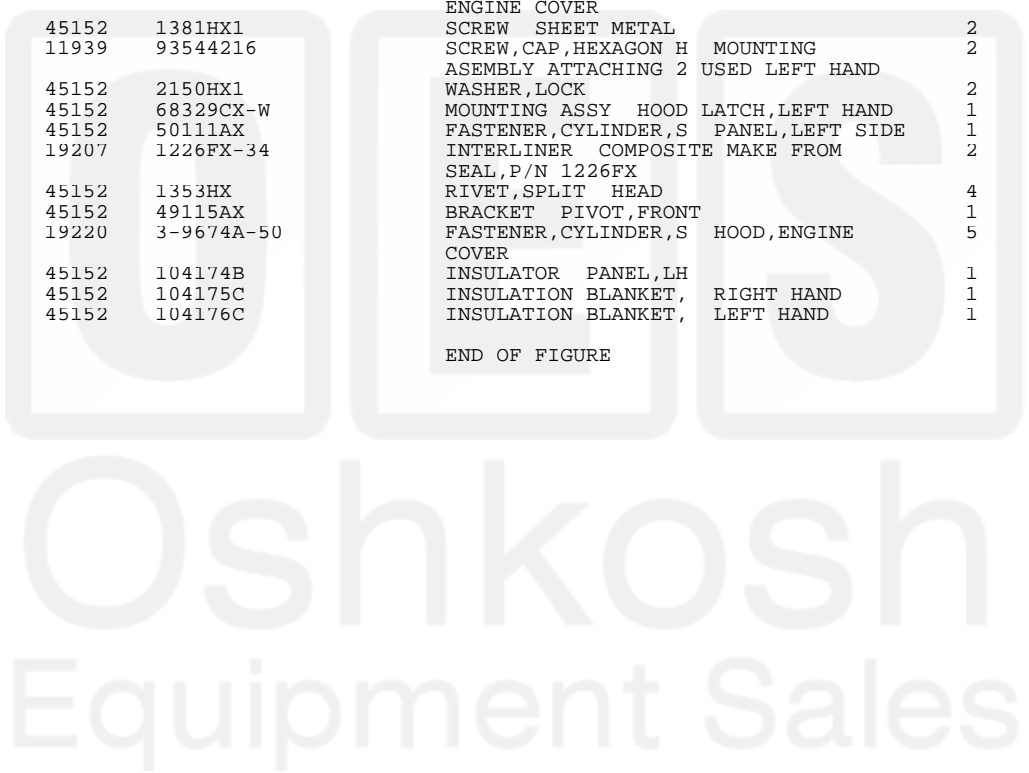 ENGINE COVER
45152 1381HX1 SCREW SHEET METAL 2
11939 93544216 SCREW,CAP,HEXAGON H MOUNTING 2
ASEMBLY ATTACHING 2 USED LEFT HAND
45152 2150HX1 WASHER,LOCK 2
45152 68329CX-W MOUNTING ASSY HOOD LATCH,LEFT HAND 1
45152 50111AX FASTENER,CYLINDER,S PANEL,LEFT SIDE 1
19207 1226FX-34 INTERLINER COMPOSITE MAKE FROM 2
SEAL,P/N 1226FX
45152 1353HX RIVET,SPLIT HEAD 4
45152 49115AX BRACKET PIVOT,FRONT 1
19220 3-9674A-50 FASTENER,CYLINDER,S HOOD,ENGINE 5
COVER
45152 104174B INSULATOR PANEL,LH 1
45152 104175C INSULATION BLANKET, RIGHT HAND 1
45152 104176C INSULATION BLANKET, LEFT HAND 1
END OF FIGURE
OES
Oshkosh
Equipment Sales